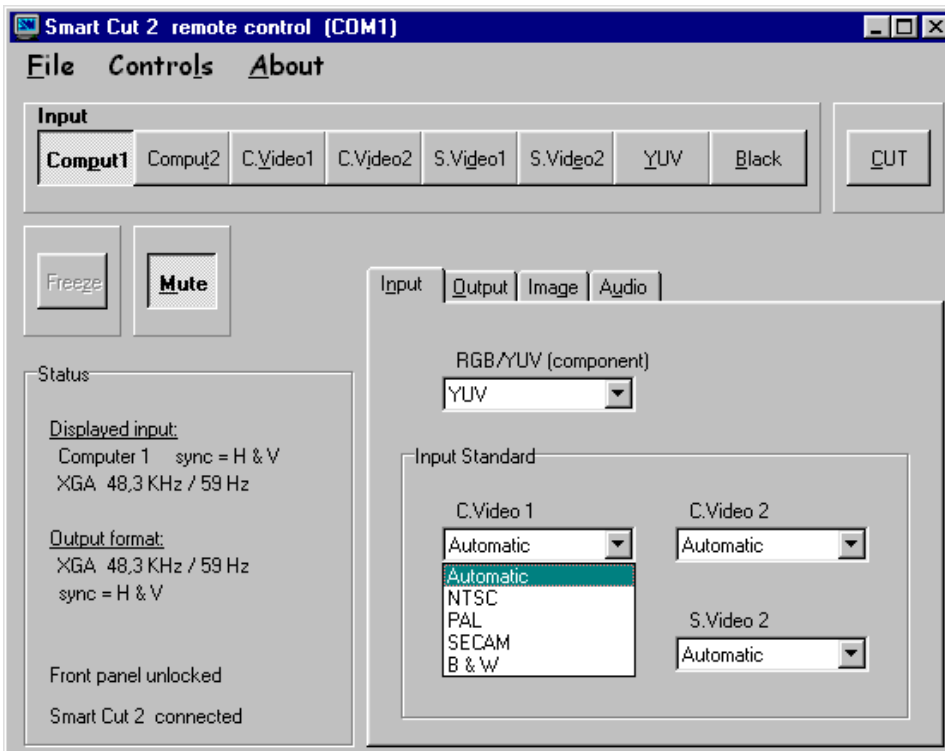 Smart Cut 2 remote control (COM1)
File Controls About
Input
Comput1 Comput2 C.Video1 C.Video2 S.Video1 S.Video2 YUV Black CUT
Freeze Mute
Input Output Image Audio
RGB/YUV (component)
YUV
Status
Displayed input:
Computer 1 sync = H & V
XGA 48,3 KHz / 59 Hz
Output format:
XGA 48,3 KHz / 59 Hz
sync = H & V
Front panel unlocked
Smart Cut 2 connected
Input Standard
C.Video 1 C.Video 2
Automatic Automatic
Automatic
NTSC
PAL
SECAM
B & W
S.Video 2
Automatic